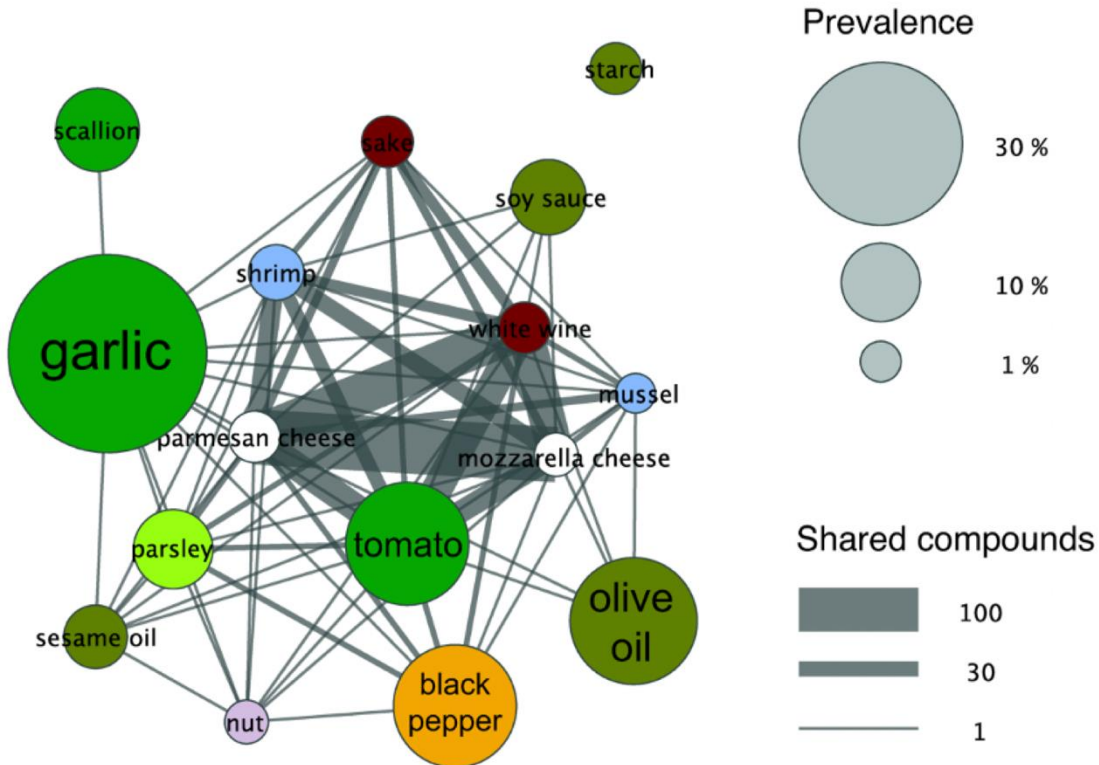 Prevalence
starch
scallion
sake
30 %
soy sauce
shrimp
10 %
white wine
garlic
1 %
mussel
parmesan cheese
mozzarella cheese
tomato
parsley
Shared compounds
olive
oil
100
sesame oil
30
black
pepper
nut
1